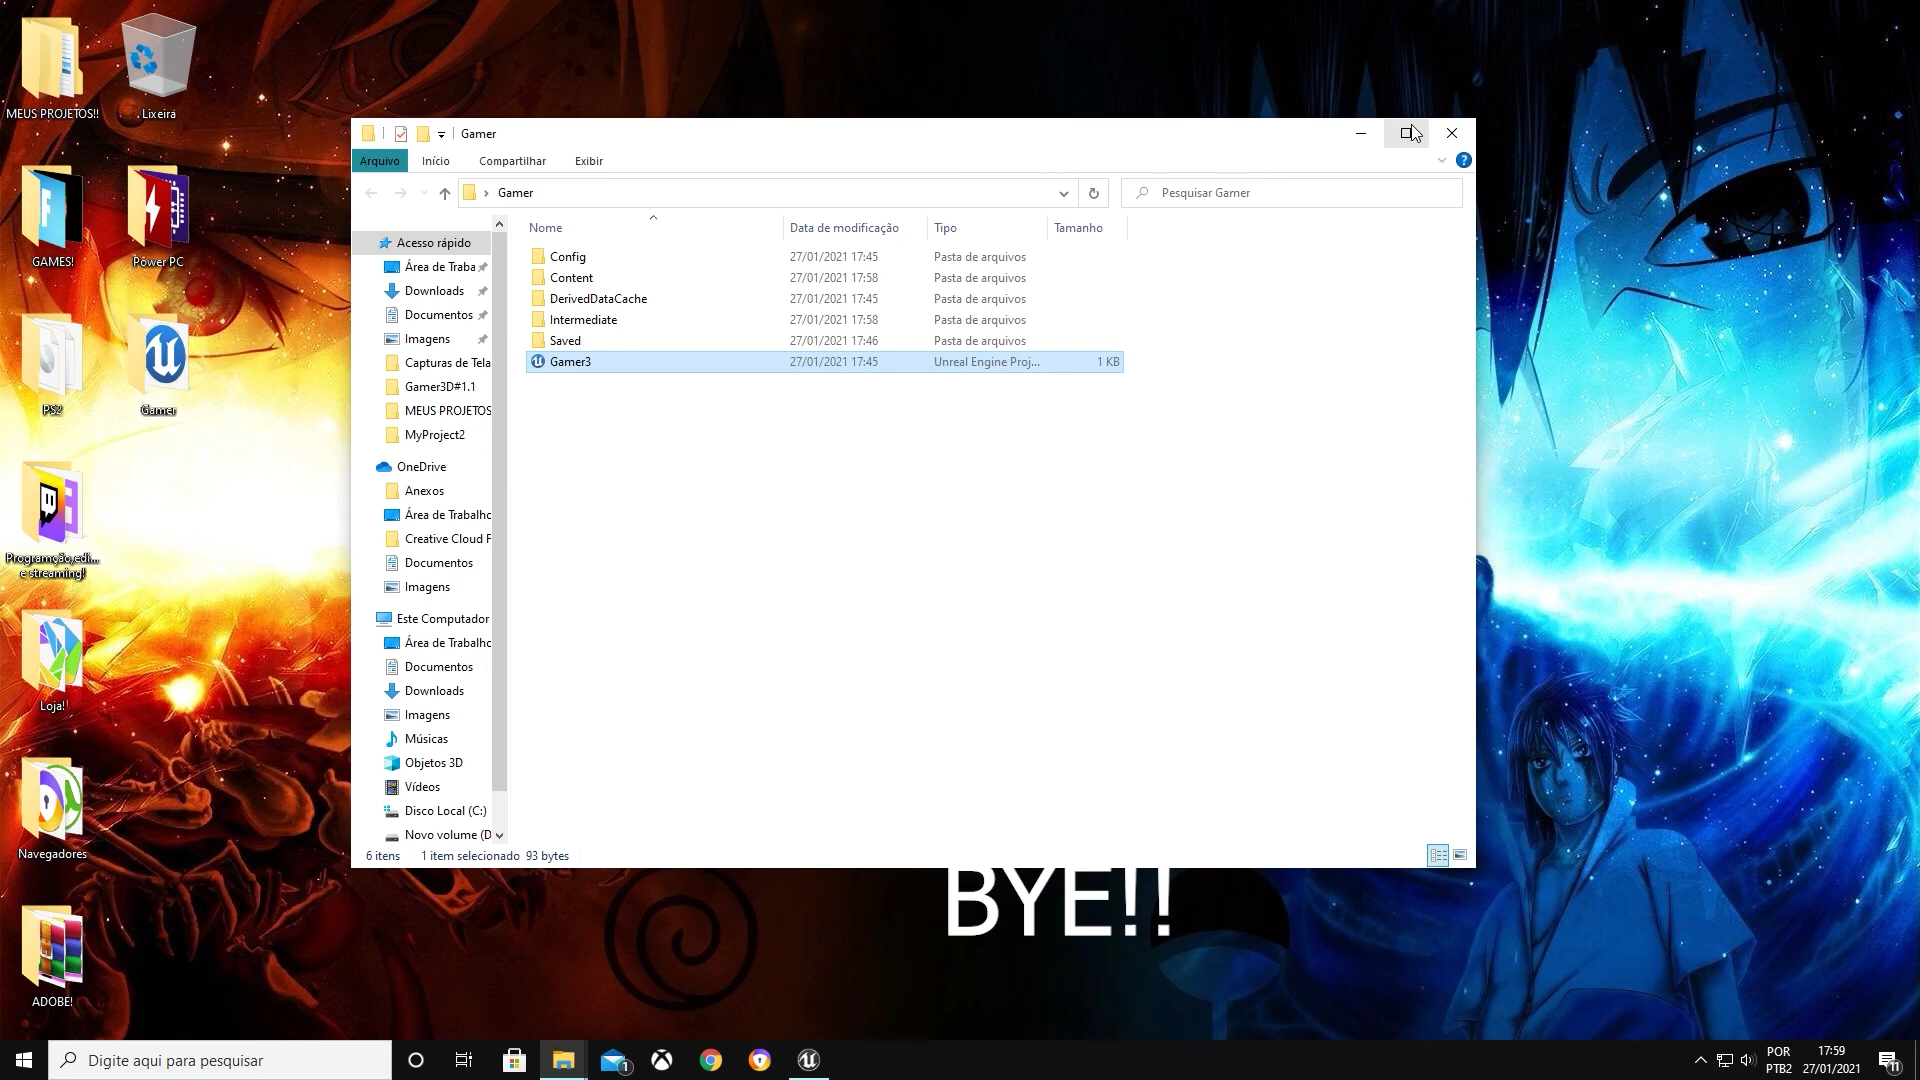 MEUS PROJETOS!!
Lixeira
GAMES!
Power PC
PS2
Gamer
Programção,edi...
e streaming!
Loja!
Navegadores
ADOBE!
Gamer
Arquivo
Início
Compartilhar
Exibir
Gamer
Pesquisar Gamer
Nome
Data de modificação
Tipo
Tamanho
Config 27/01/2021 17:45 Pasta de arquivos
Content 27/01/2021 17:58 Pasta de arquivos
DerivedDataCache 27/01/2021 17:45 Pasta de arquivos
Intermediate 27/01/2021 17:58 Pasta de arquivos
Saved 27/01/2021 17:46 Pasta de arquivos
Gamer3 27/01/2021 17:45 Unreal Engine Proj... 1 KB
Acesso rápido
Área de Traba
Downloads
Documentos
Imagens
Capturas de Tela
Gamer3D#1.1
MEUS PROJETOS
MyProject2
OneDrive
Anexos
Área de Trabalho
Creative Cloud F
Documentos
Imagens
Este Computador
Área de Trabalho
Documentos
Downloads
Imagens
Músicas
Objetos 3D
Vídeos
Disco Local (C:)
Novo volume (D
6 itens
1 item selecionado 93 bytes
BYE!!
Digite aqui para pesquisar
1
POR
PTB2
17:59
27/01/2021
11